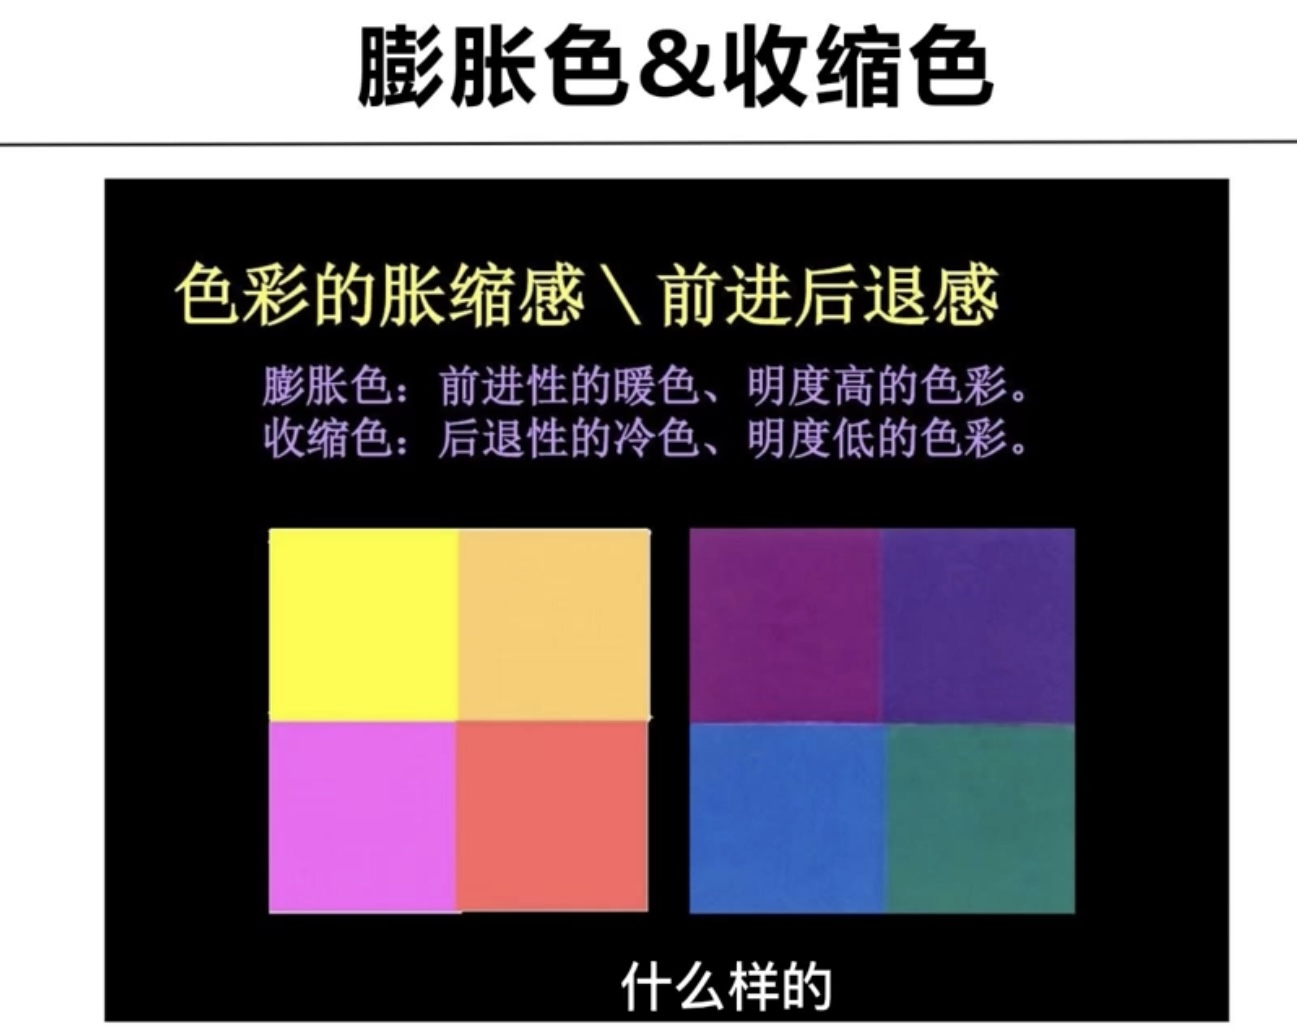 膨胀色&收缩色
色彩的胀缩感\前进后退感
膨胀色：前进性的暖色、明度高的色彩。
收缩色：后退性的冷色、明度低的色彩。
什么样的